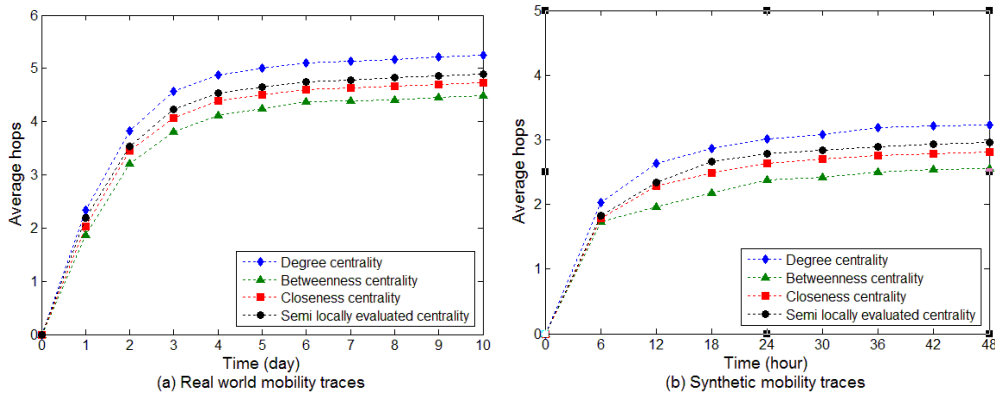 6
5
4
3
2
1
0
Average hops
0 1 2 3 4 5 6 7 8 9 10
Time (day)
Degree centrality
Betweenness centrality
Closeness centrality
Semi locally evaluated centrality
(a) Real world mobility traces
5
4
3
2
1
0
Average hops
0 6 12 18 24 30 36 42 48
Time (hour)
Degree centrality
Betweenness centrality
Closeness centrality
Semi locally evaluated centrality
(b) Synthetic mobility traces